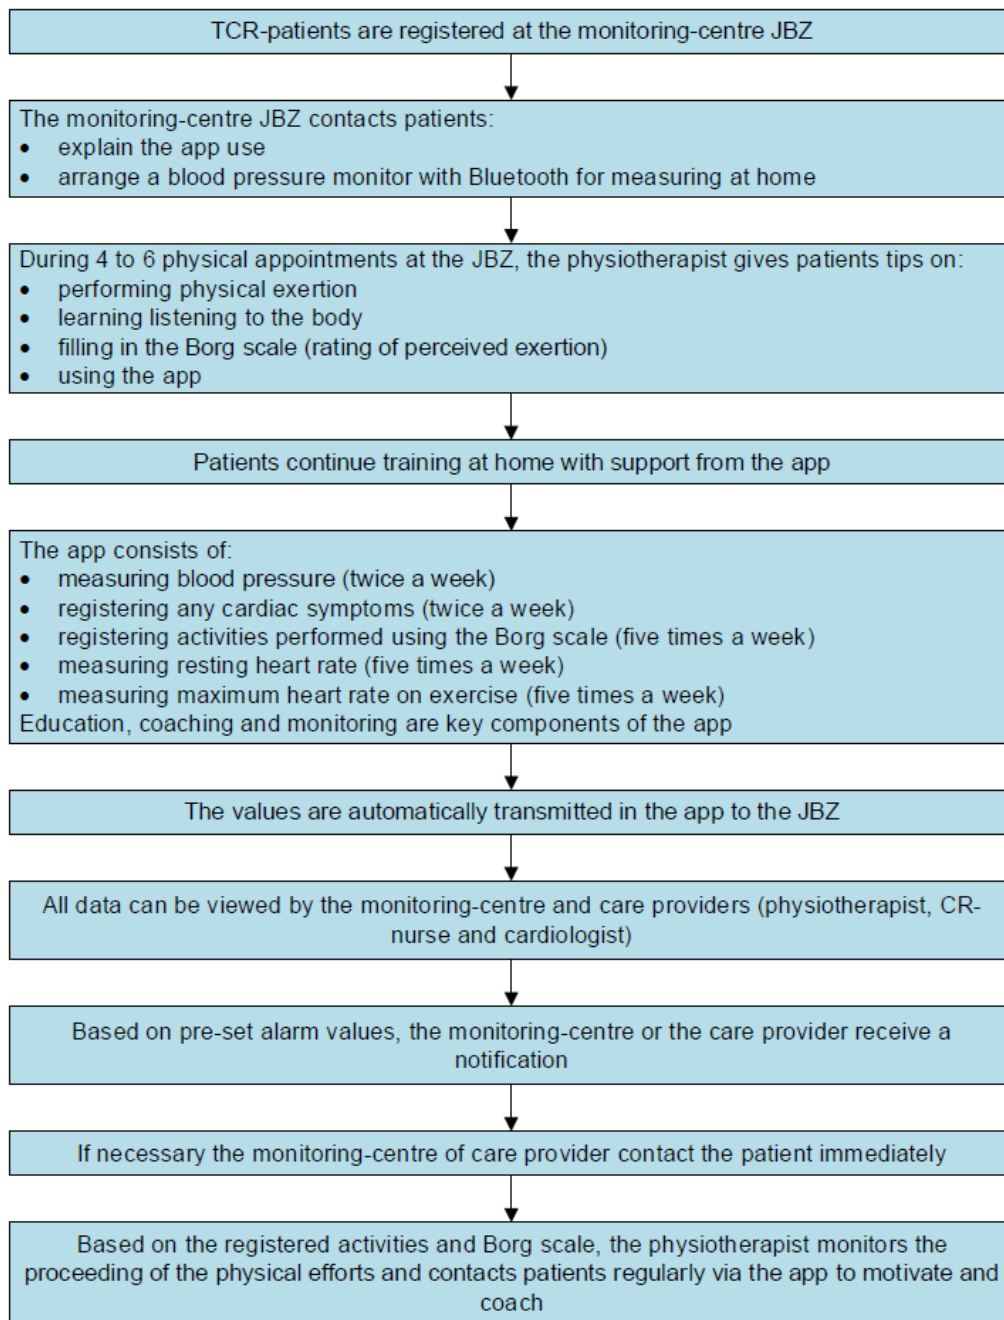 TCR-patients are registered at the monitoring-centre JBZ
The monitoring-centre JBZ contacts patients:
• explain the app use
• arrange a blood pressure monitor with Bluetooth for measuring at home
During 4 to 6 physical appointments at the JBZ, the physiotherapist gives patients tips on:
• performing physical exertion
• learning listening to the body
• filling in the Borg scale (rating of perceived exertion)
• using the app
Patients continue training at home with support from the app
The app consists of:
• measuring blood pressure (twice a week)
• registering any cardiac symptoms (twice a week)
• registering activities performed using the Borg scale (five times a week)
• measuring resting heart rate (five times a week)
• measuring maximum heart rate on exercise (five times a week)
Education, coaching and monitoring are key components of the app
The values are automatically transmitted in the app to the JBZ
All data can be viewed by the monitoring-centre and care providers (physiotherapist, CR-
nurse and cardiologist)
Based on pre-set alarm values, the monitoring-centre or the care provider receive a
notification
If necessary the monitoring-centre of care provider contact the patient immediately
Based on the registered activities and Borg scale, the physiotherapist monitors the
proceeding of the physical efforts and contacts patients regularly via the app to motivate and
coach